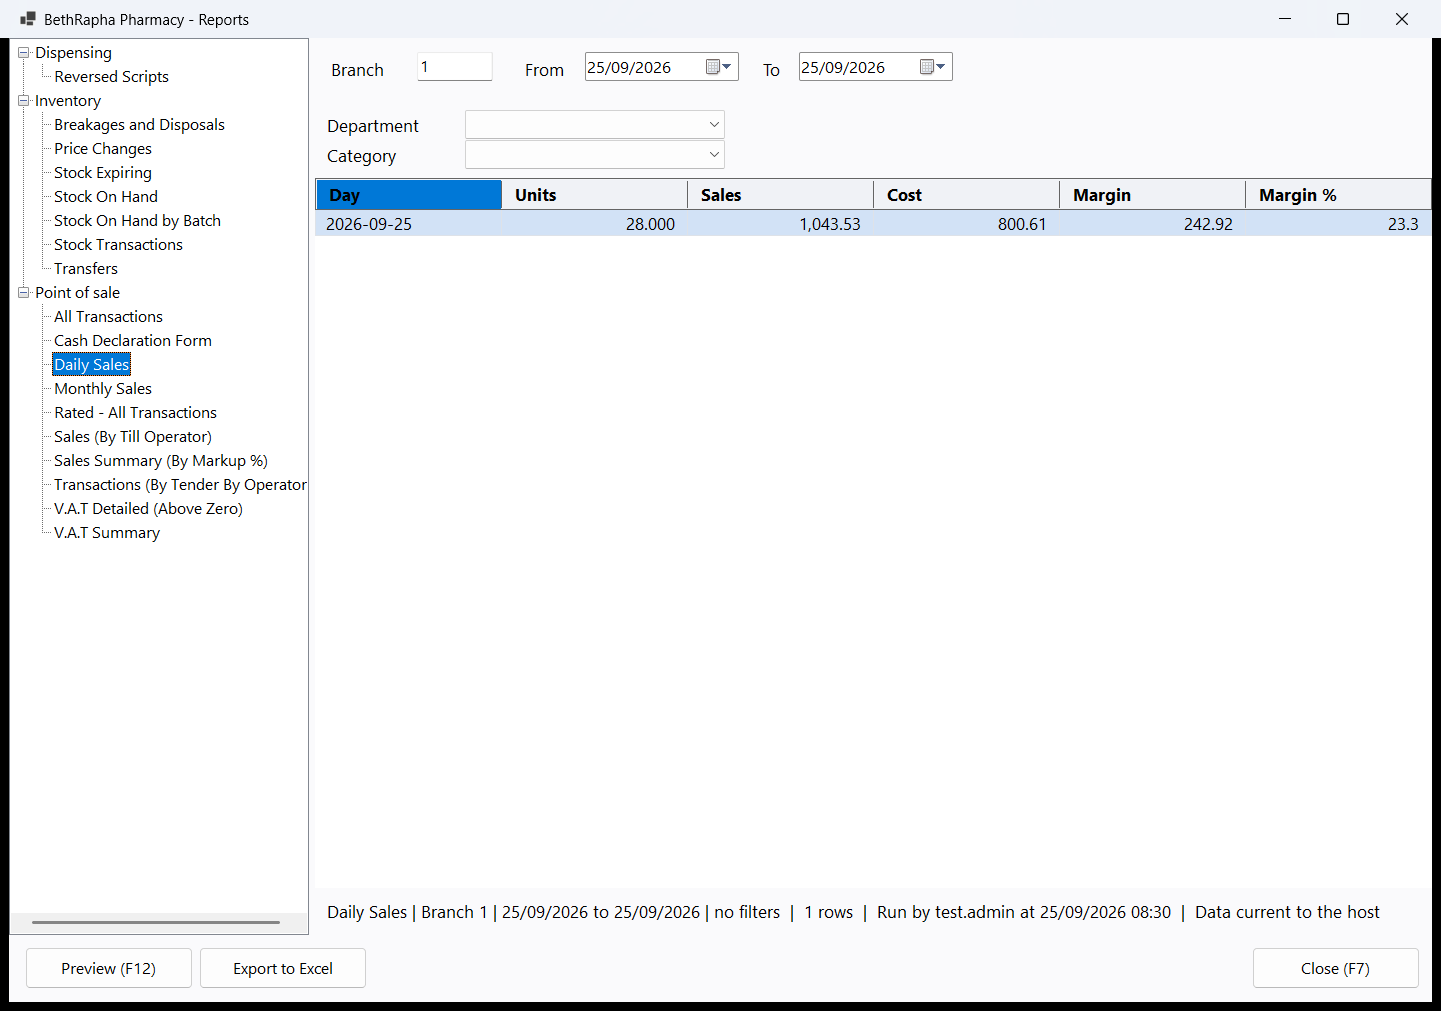 BethRapha Pharmacy - Reports
Dispensing
Reversed Scripts
Inventory
Breakages and Disposals
Price Changes
Stock Expiring
Stock On Hand
Stock On Hand by Batch
Stock Transactions
Transfers
Point of sale
All Transactions
Cash Declaration Form
Daily Sales
Monthly Sales
Rated - All Transactions
Sales (By Till Operator)
Sales Summary (By Markup %)
Transactions (By Tender By Operator
V.A.T Detailed (Above Zero)
V.A.T Summary
Branch 1 From 25/09/2026 To 25/09/2026
Department
Category
Day Units Sales Cost Margin Margin %
2026-09-25 28.000 1,043.53 800.61 242.92 23.3
Daily Sales | Branch 1 | 25/09/2026 to 25/09/2026 | no filters | 1 rows | Run by test.admin at 25/09/2026 08:30 | Data current to the host
Preview (F12) Export to Excel Close (F7)